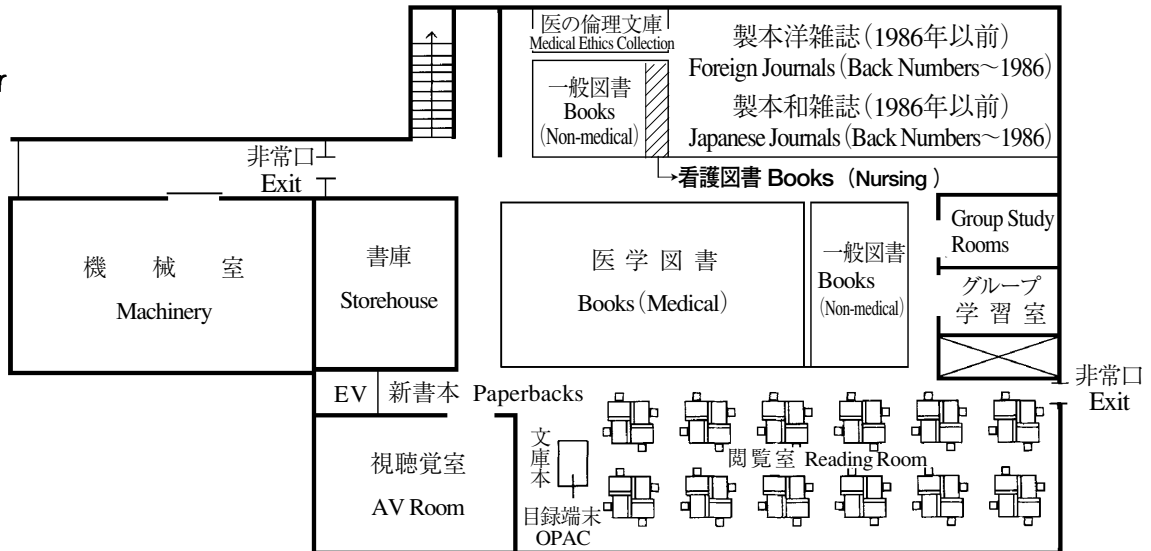 r
医の倫理文庫
Medical Ethics Collection
製本洋雑誌（1986年以前）
Foreign Journals（Back Numbers～1986）
製本和雑誌（1986年以前）
Japanese Journals（Back Numbers～1986）
一般図書
Books
(Non-medical)
→看護図書 Books （Nursing ）
非常口
Exit
機 械 室
Machinery
書庫
Storehouse
医 学 図 書
Books（Medical）
一般図書
Books
(Non-medical)
Group Study
Rooms
グループ
学 習 室
EV
新書本 Paperbacks
非常口
Exit
視聴覚室
AV Room
文庫本
目録端末
OPAC
閲覧室 Reading Room